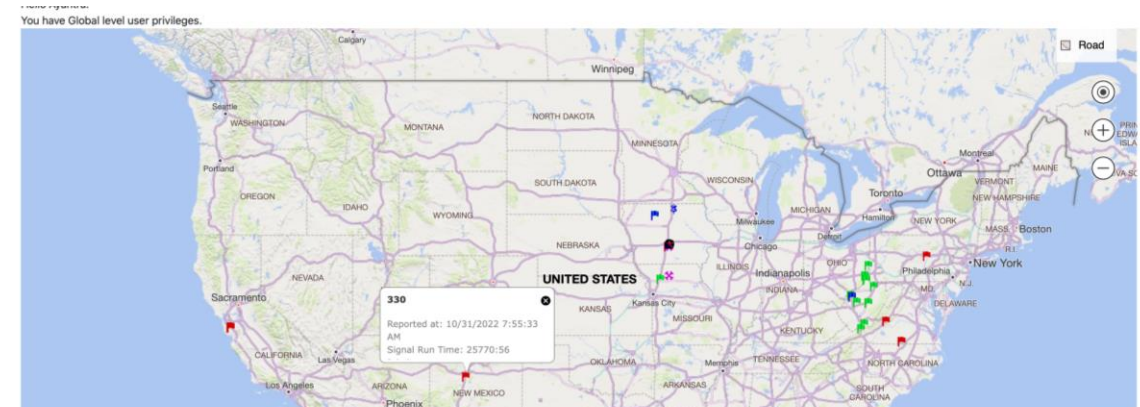 You have Global level user privileges.
Calgary
Road
Winnipeg
Seattle
WASHINGTON
MONTANA
NORTH DAKOTA
MINNESOTA
Montreal
Ottawa
MAINE
Portland
VERMONT
OREGON
IDAHO
SOUTH DAKOTA
WISCONSIN
Toronto
NEW HAMPSHIRE
WYOMING
Milwaukee
MICHIGAN
Hamilton
NEW YORK
MASS.
Boston
Detroit
R.I.
NEBRASKA
Chicago
New York
NEVADA
UNITED STATES
ILLINOIS
Indianapolis
OHIO
Philadelphia
N.J.
Sacramento
330
KANSAS
Kansas City
INDIANA
MD.
DELAWARE
Reported at: 10/31/2022 7:55:33
AM
Signal Run Time: 25770:56
MISSOURI
KENTUCKY
CALIFORNIA
Las Vegas
OKLAHOMA
Memphis
TENNESSEE
NORTH CAROLINA
Los Angeles
ARIZONA
NEW MEXICO
ARKANSAS
SOUTH
CAROLINA
Phoenix